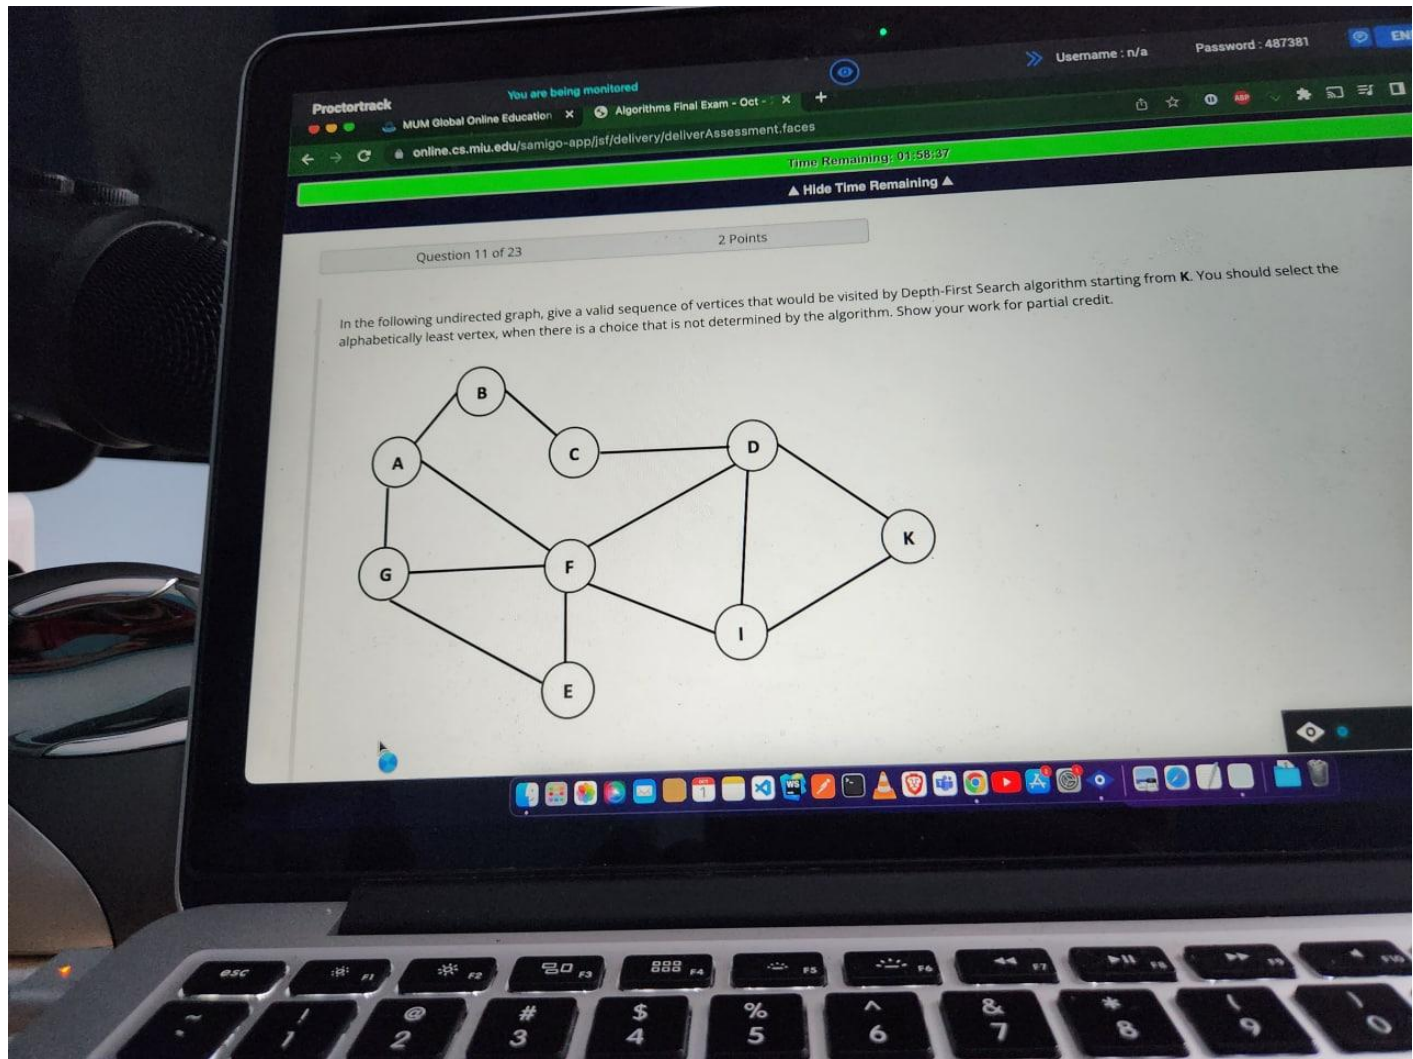 Proctortrack
You are being monitored
Username : n/a
Password : 487381
MUM Global Online Education
Algorithms Final Exam - Oct -
online.cs.miu.edu/samigo-app/jsf/delivery/deliverAssessment.faces
Time Remaining: 01:58:37
▲ Hide Time Remaining ▲
Question 11 of 23
2 Points
In the following undirected graph, give a valid sequence of vertices that would be visited by Depth-First Search algorithm starting from K. You should select the
alphabetically least vertex, when there is a choice that is not determined by the algorithm. Show your work for partial credit.
B
A
C
D
K
G
F
I
E
WS
esc
F1
F2
F3
F4
F5
F6
F7
F8
F9
F10
~
!
1
@
2
#
3
$
4
%
5
^
6
&
7
*
8
(
9
)
0